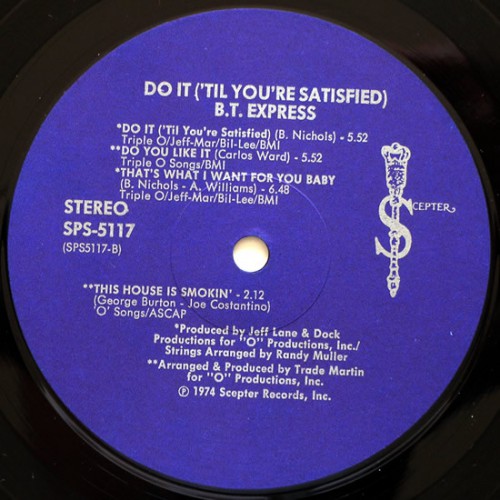 DO IT ('TIL YOU'RE SATISFIED)
B.T. EXPRESS
*DO IT ('Til You're Satisfied) (B. Nichols) - 5.52
Triple O/Jeff-Mar/Bil-Lee/BMI
**DO YOU LIKE IT (Carlos Ward) - 5.52
Triple O Songs/BMI
*THAT'S WHAT I WANT FOR YOU BABY
(B. Nichols - A. Williams) - 6.48
Triple O/Jeff-Mar/Bil-Lee/BMI
STEREO
SPS-5117
(SPS5117-B)
SCEPTER
**THIS HOUSE IS SMOKIN' - 2.12
(George Burton - Joe Costantino)
'O' Songs/ASCAP
*Produced by Jeff Lane & Dock
Productions for "O" Productions, Inc./
Strings Arranged by Randy Muller
**Arranged & Produced by Trade Martin
for "O" Productions, Inc.
℗ 1974 Scepter Records, Inc.